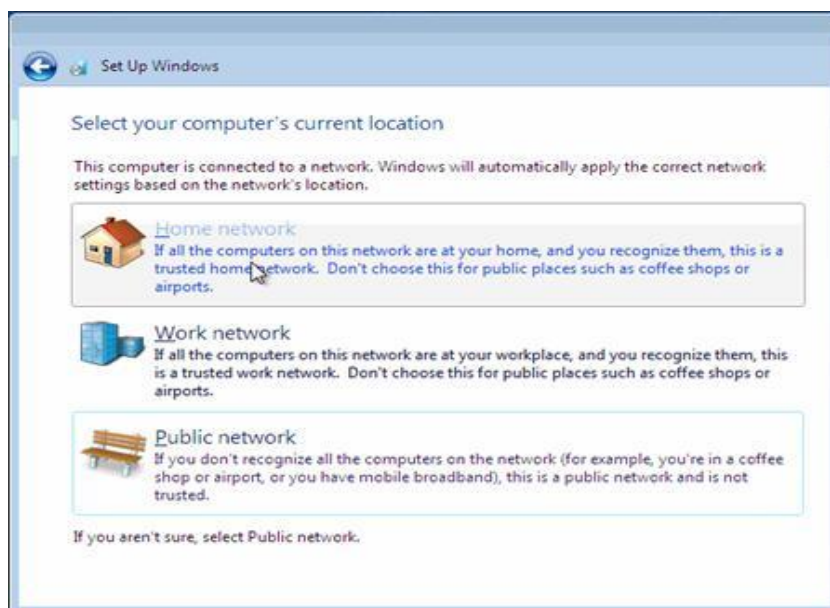 Set Up Windows
Select your computer's current location
This computer is connected to a network. Windows will automatically apply the correct network
settings based on the network's location.
Home network
If all the computers on this network are at your home, and you recognize them, this is a
trusted home network. Don't choose this for public places such as coffee shops or
airports.
Work network
If all the computers on this network are at your workplace, and you recognize them, this
is a trusted work network. Don't choose this for public places such as coffee shops or
airports.
Public network
If you don't recognize all the computers on the network (for example, you're in a coffee
shop or airport, or you have mobile broadband), this is a public network and is not
trusted.
If you aren't sure, select Public network.